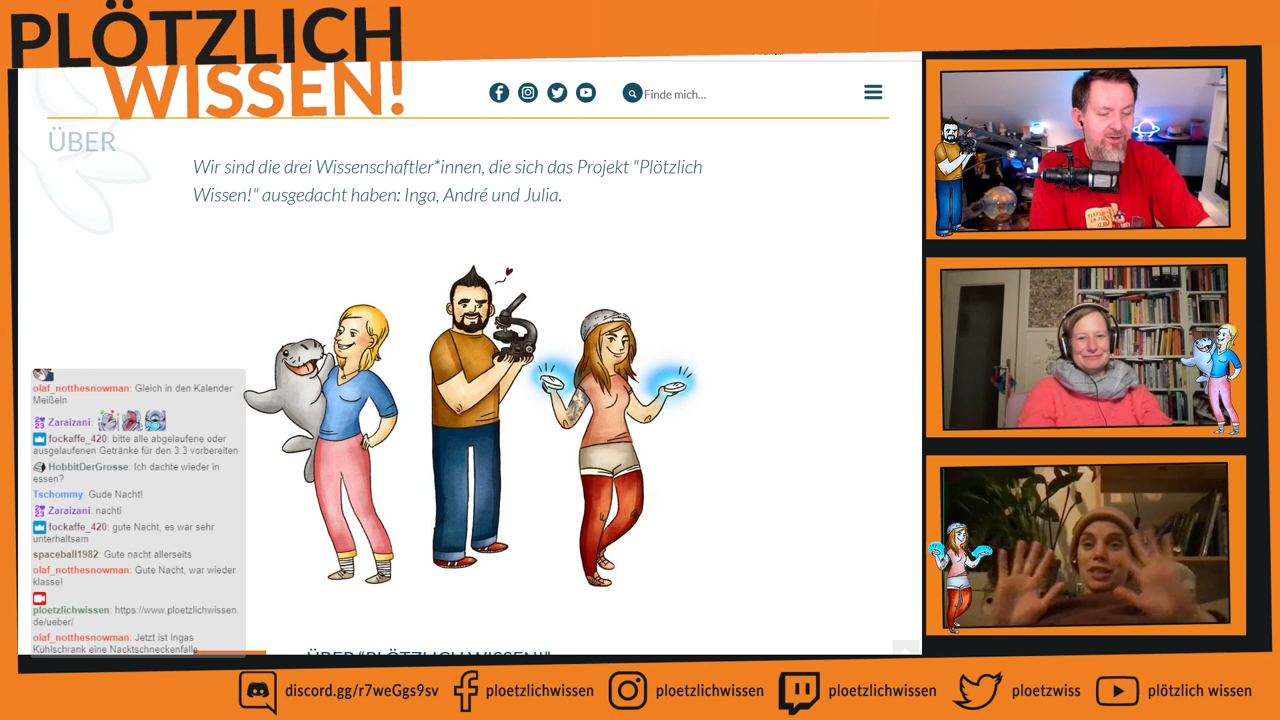 PLÖTZLICH
WISSEN!
Finde mich...
ÜBER
Wir sind die drei Wissenschaftler*innen, die sich das Projekt "Plötzlich
Wissen!" ausgedacht haben: Inga, André und Julia.
olaf_notthesnowman: Gleich in den Kalender
Meißeln
Zaraizani:
fockaffe_420: bitte alle abgelaufene oder
ausgelaufenen Getränke für den 3.3 vorbereiten
HobbitDerGrosse: Ich dachte wieder in
essen?
Tschommy: Gude Nacht!
Zaraizani: nachti
fockaffe_420: gute Nacht, es war sehr
unterhaltsam
spaceball1982: Gute nacht allerseits
olaf_notthesnowman: Gute Nacht, war wieder
klasse!
ploetzlichwissen: https://www.ploetzlichwissen.
de/ueber/
olaf_notthesnowman: Jetzt ist Ingas
Kühlschrank eine Nacktschneckenfalle
ÜBER "PLÖTZLICH WISSEN!"
discord.gg/r7weGgs9sv
ploetzlichwissen
ploetzlichwissen
ploetzlichwissen
ploetzwiss
plötzlich wissen